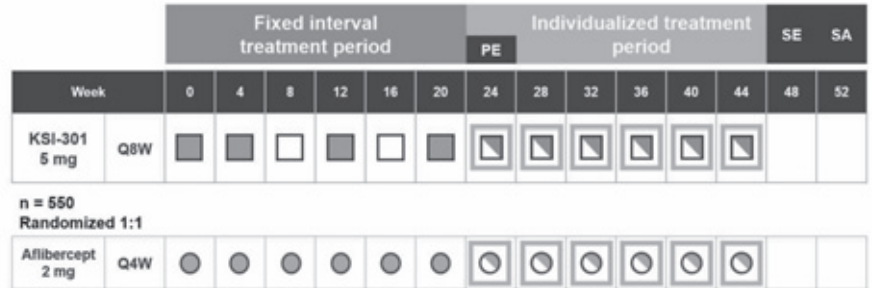 Fixed interval
treatment period
Individualized treatment
period
PE
SE
SA
Week 0 4 8 12 16 20 24 28 32 36 40 44 48 52
KSI-301
5 mg
Q8W
n = 550
Randomized 1:1
Aflibercept
2 mg
Q4W